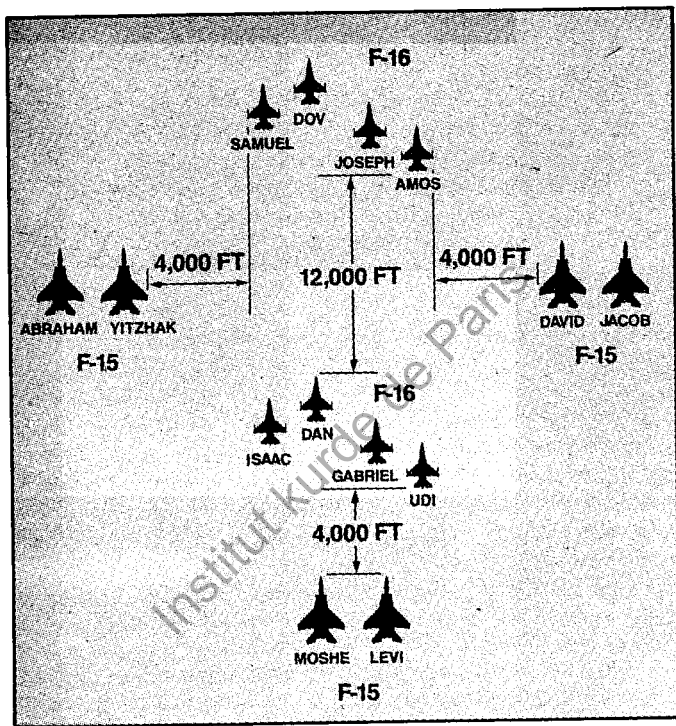 F-16
DOV
SAMUEL
JOSEPH
AMOS
4,000 FT
12,000 FT
4,000 FT
ABRAHAM YITZHAK
DAVID JACOB
F-15
F-15
F-16
DAN
ISAAC
GABRIEL
UDI
4,000 FT
MOSHE LEVI
F-15
Institut kurde de Paris